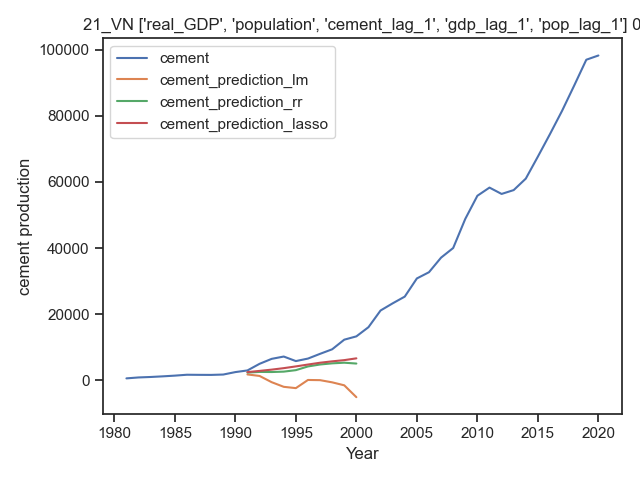 21_VN ['real_GDP', 'population', 'cement_lag_1', 'gdp_lag_1', 'pop_lag_1'] 0
100000
80000
60000
40000
20000
0
cement production
cement
cement_prediction_lm
cement_prediction_rr
cement_prediction_lasso
1980 1985 1990 1995 2000 2005 2010 2015 2020
Year